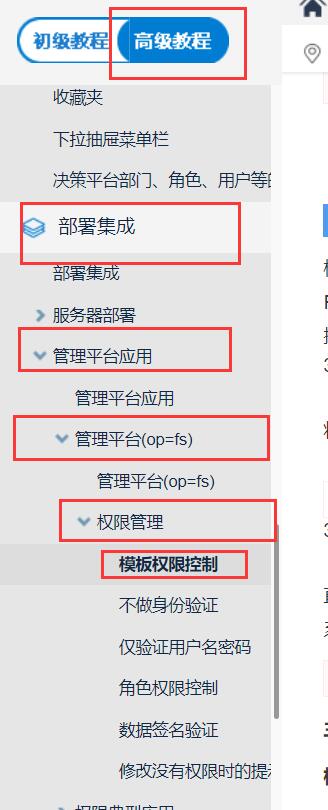 初级教程 高级教程
收藏夹
下拉抽屉菜单栏
决策平台部门、角色、用户等
部署集成
部署集成
服务器部署
管理平台应用
管理平台应用
管理平台(op=fs)
管理平台(op=fs)
权限管理
模板权限控制
不做身份验证
仅验证用户名密码
角色权限控制
数据签名验证
修改没有权限时的提